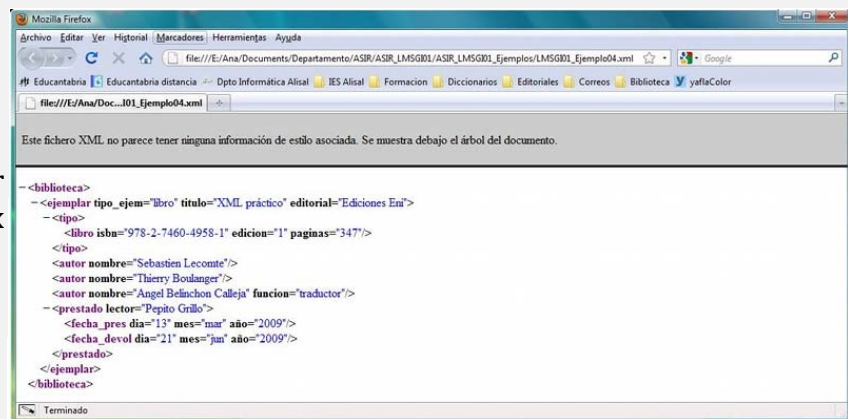 Mozilla Firefox
Archivo Editar Ver Historial Marcadores Herramientas Ayuda
file:///E:/Ana/Documents/Departamento/ASIR/ASIR_LMSGI01/ASIR_LMSGI01_Ejemplos/LMSGI01_Ejemplo04.xml Google
Educantabria Educantabria distancia Dpto Informática Alisal IES Alisal Formacion Diccionarios Editoriales Correos Biblioteca yaflaColor
file:///E:/Ana/Doc...I01_Ejemplo04.xml
Este fichero XML no parece tener ninguna información de estilo asociada. Se muestra debajo el árbol del documento.
r
x
- <biblioteca>
- <ejemplar tipo_ejem="libro" titulo="XML práctico" editorial="Ediciones Eni">
- <tipo>
<libro isbn="978-2-7460-4958-1" edicion="1" paginas="347"/>
</tipo>
<autor nombre="Sebastien Lecomte"/>
<autor nombre="Thierry Boulanger"/>
<autor nombre="Angel Belinchon Calleja" funcion="traductor"/>
- <prestado lector="Pepito Grillo">
<fecha_pres dia="13" mes="mar" año="2009"/>
<fecha_devol dia="21" mes="jun" año="2009"/>
</prestado>
</ejemplar>
</biblioteca>
Terminado